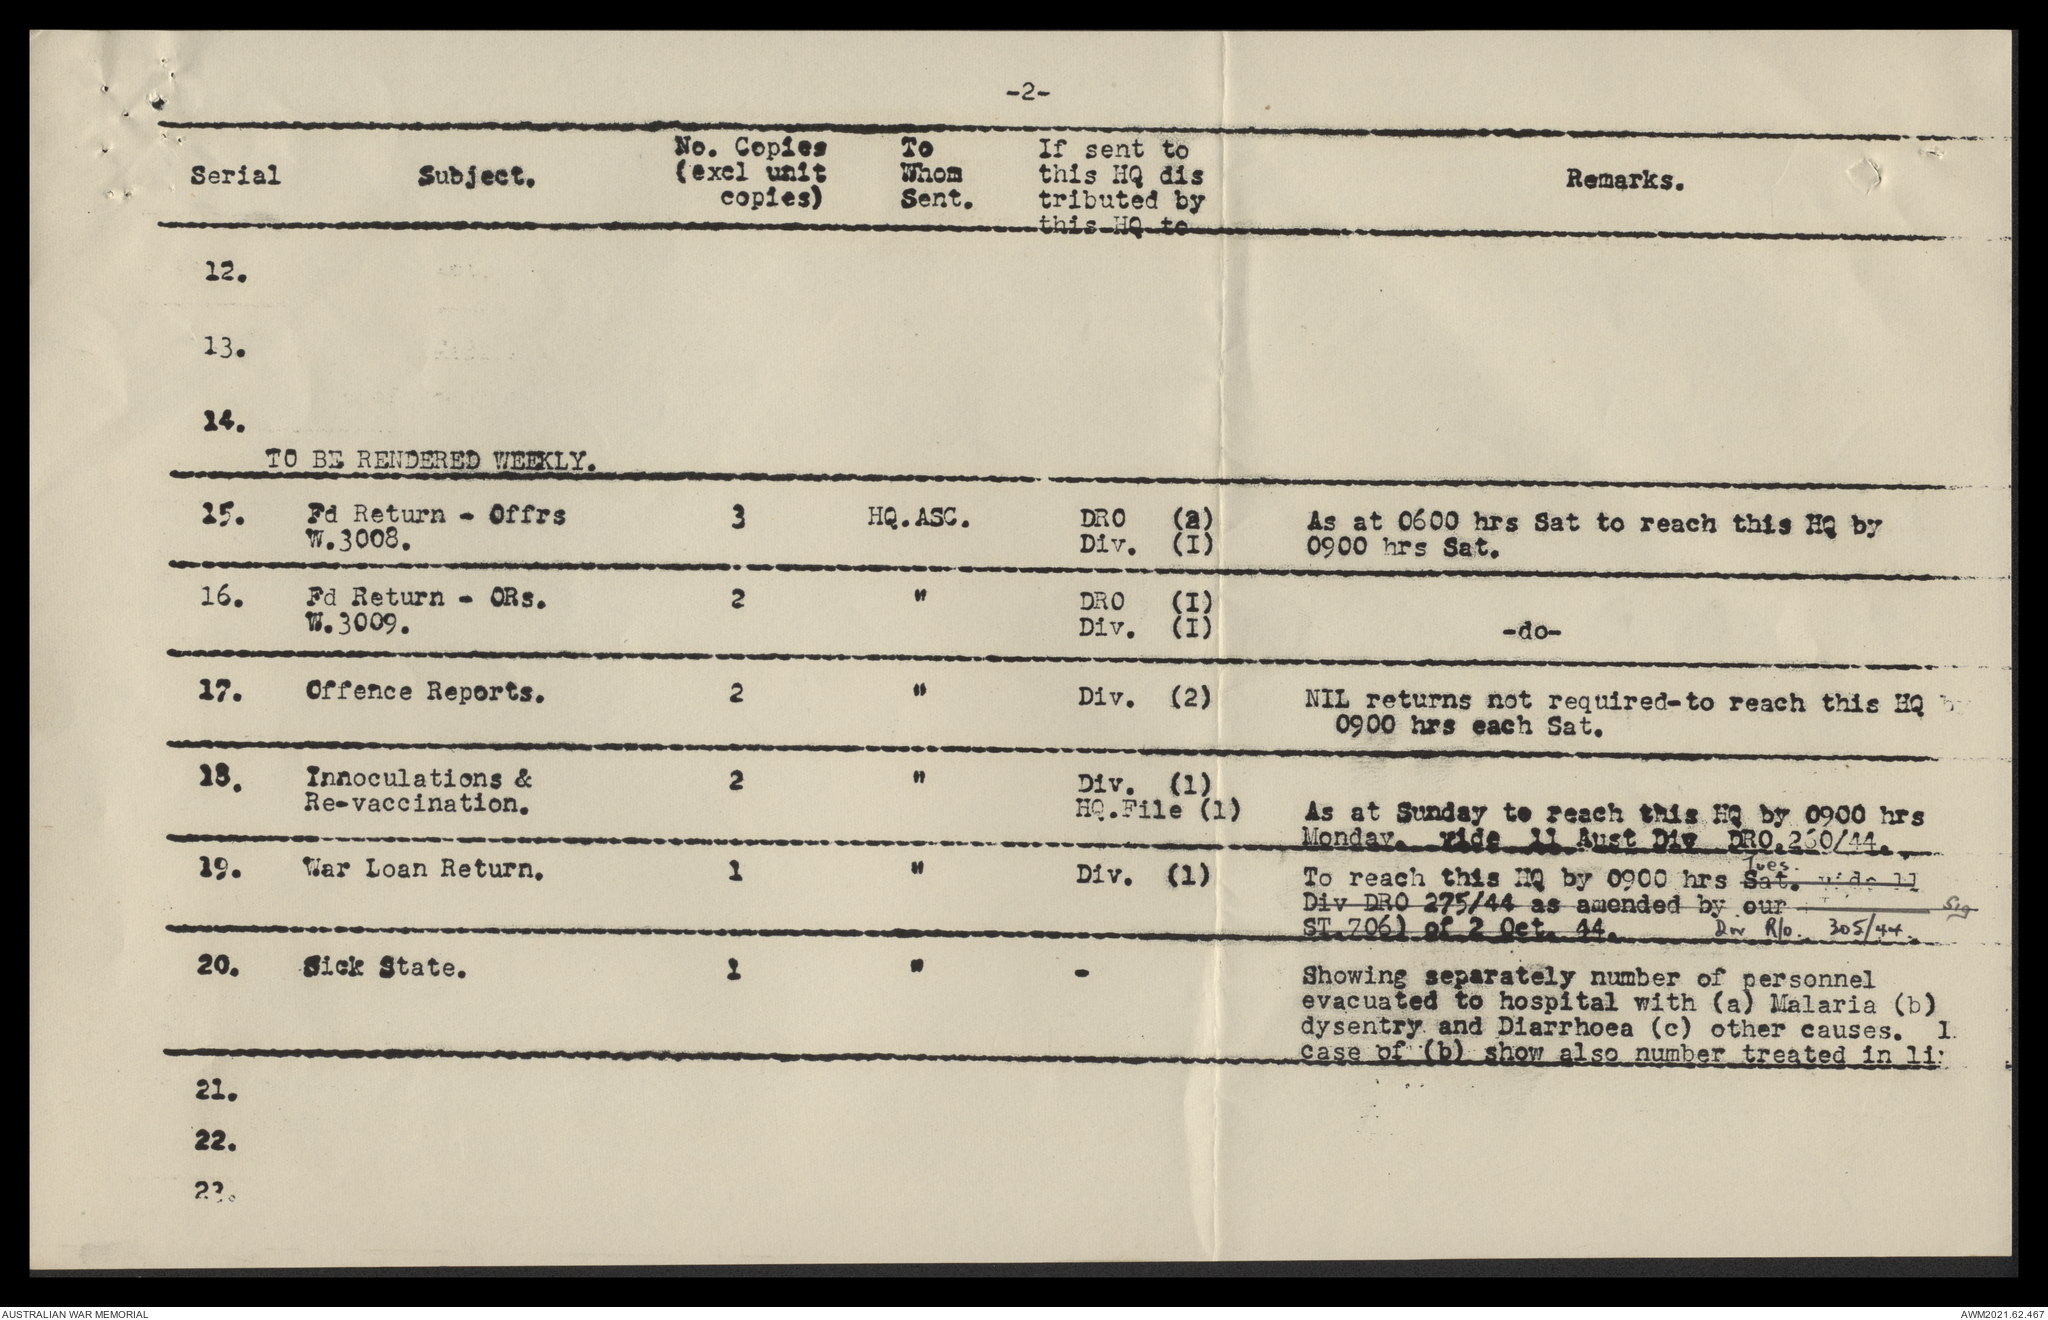 -2-
Serial Subject. No. Copies (excl unit copies) To Whom Sent. If sent to this HQ dis tributed by this HQ to Remarks.
12.
13.
14.
TO BE RENDERED WEEKLY.
15. Fd Return - Offrs 3 HQ.ASC. DRO (2) As at 0600 hrs Sat to reach this HQ by
W.3008. Div. (I) 0900 hrs Sat.
16. Fd Return - ORs. 2 " DRO (I)
W.3009. Div. (I) -do-
17. Offence Reports. 2 " Div. (2) NIL returns not required-to reach this HQ
0900 hrs each Sat.
18. Innoculations & 2 " Div. (1)
Re-vaccination. HQ.File (1) As at Sunday to reach this HQ by 0900 hrs
Monday. vide 11 Aust Div DRO.260/44.
Tues
19. War Loan Return. 1 " Div. (1) To reach this HQ by 0900 hrs Sat. vide 11
Div DRO 275/44 as amended by our Sig
ST.7061 of 2 Oct. 44. Div R/o. 305/44.
20. Sick State. 1 " - Showing separately number of personnel
evacuated to hospital with (a) Malaria (b)
dysentry and Diarrhoea (c) other causes.
case of (b) show also number treated in
21.
22.
23.
AUSTRALIAN WAR MEMORIAL AWM2021.62.467